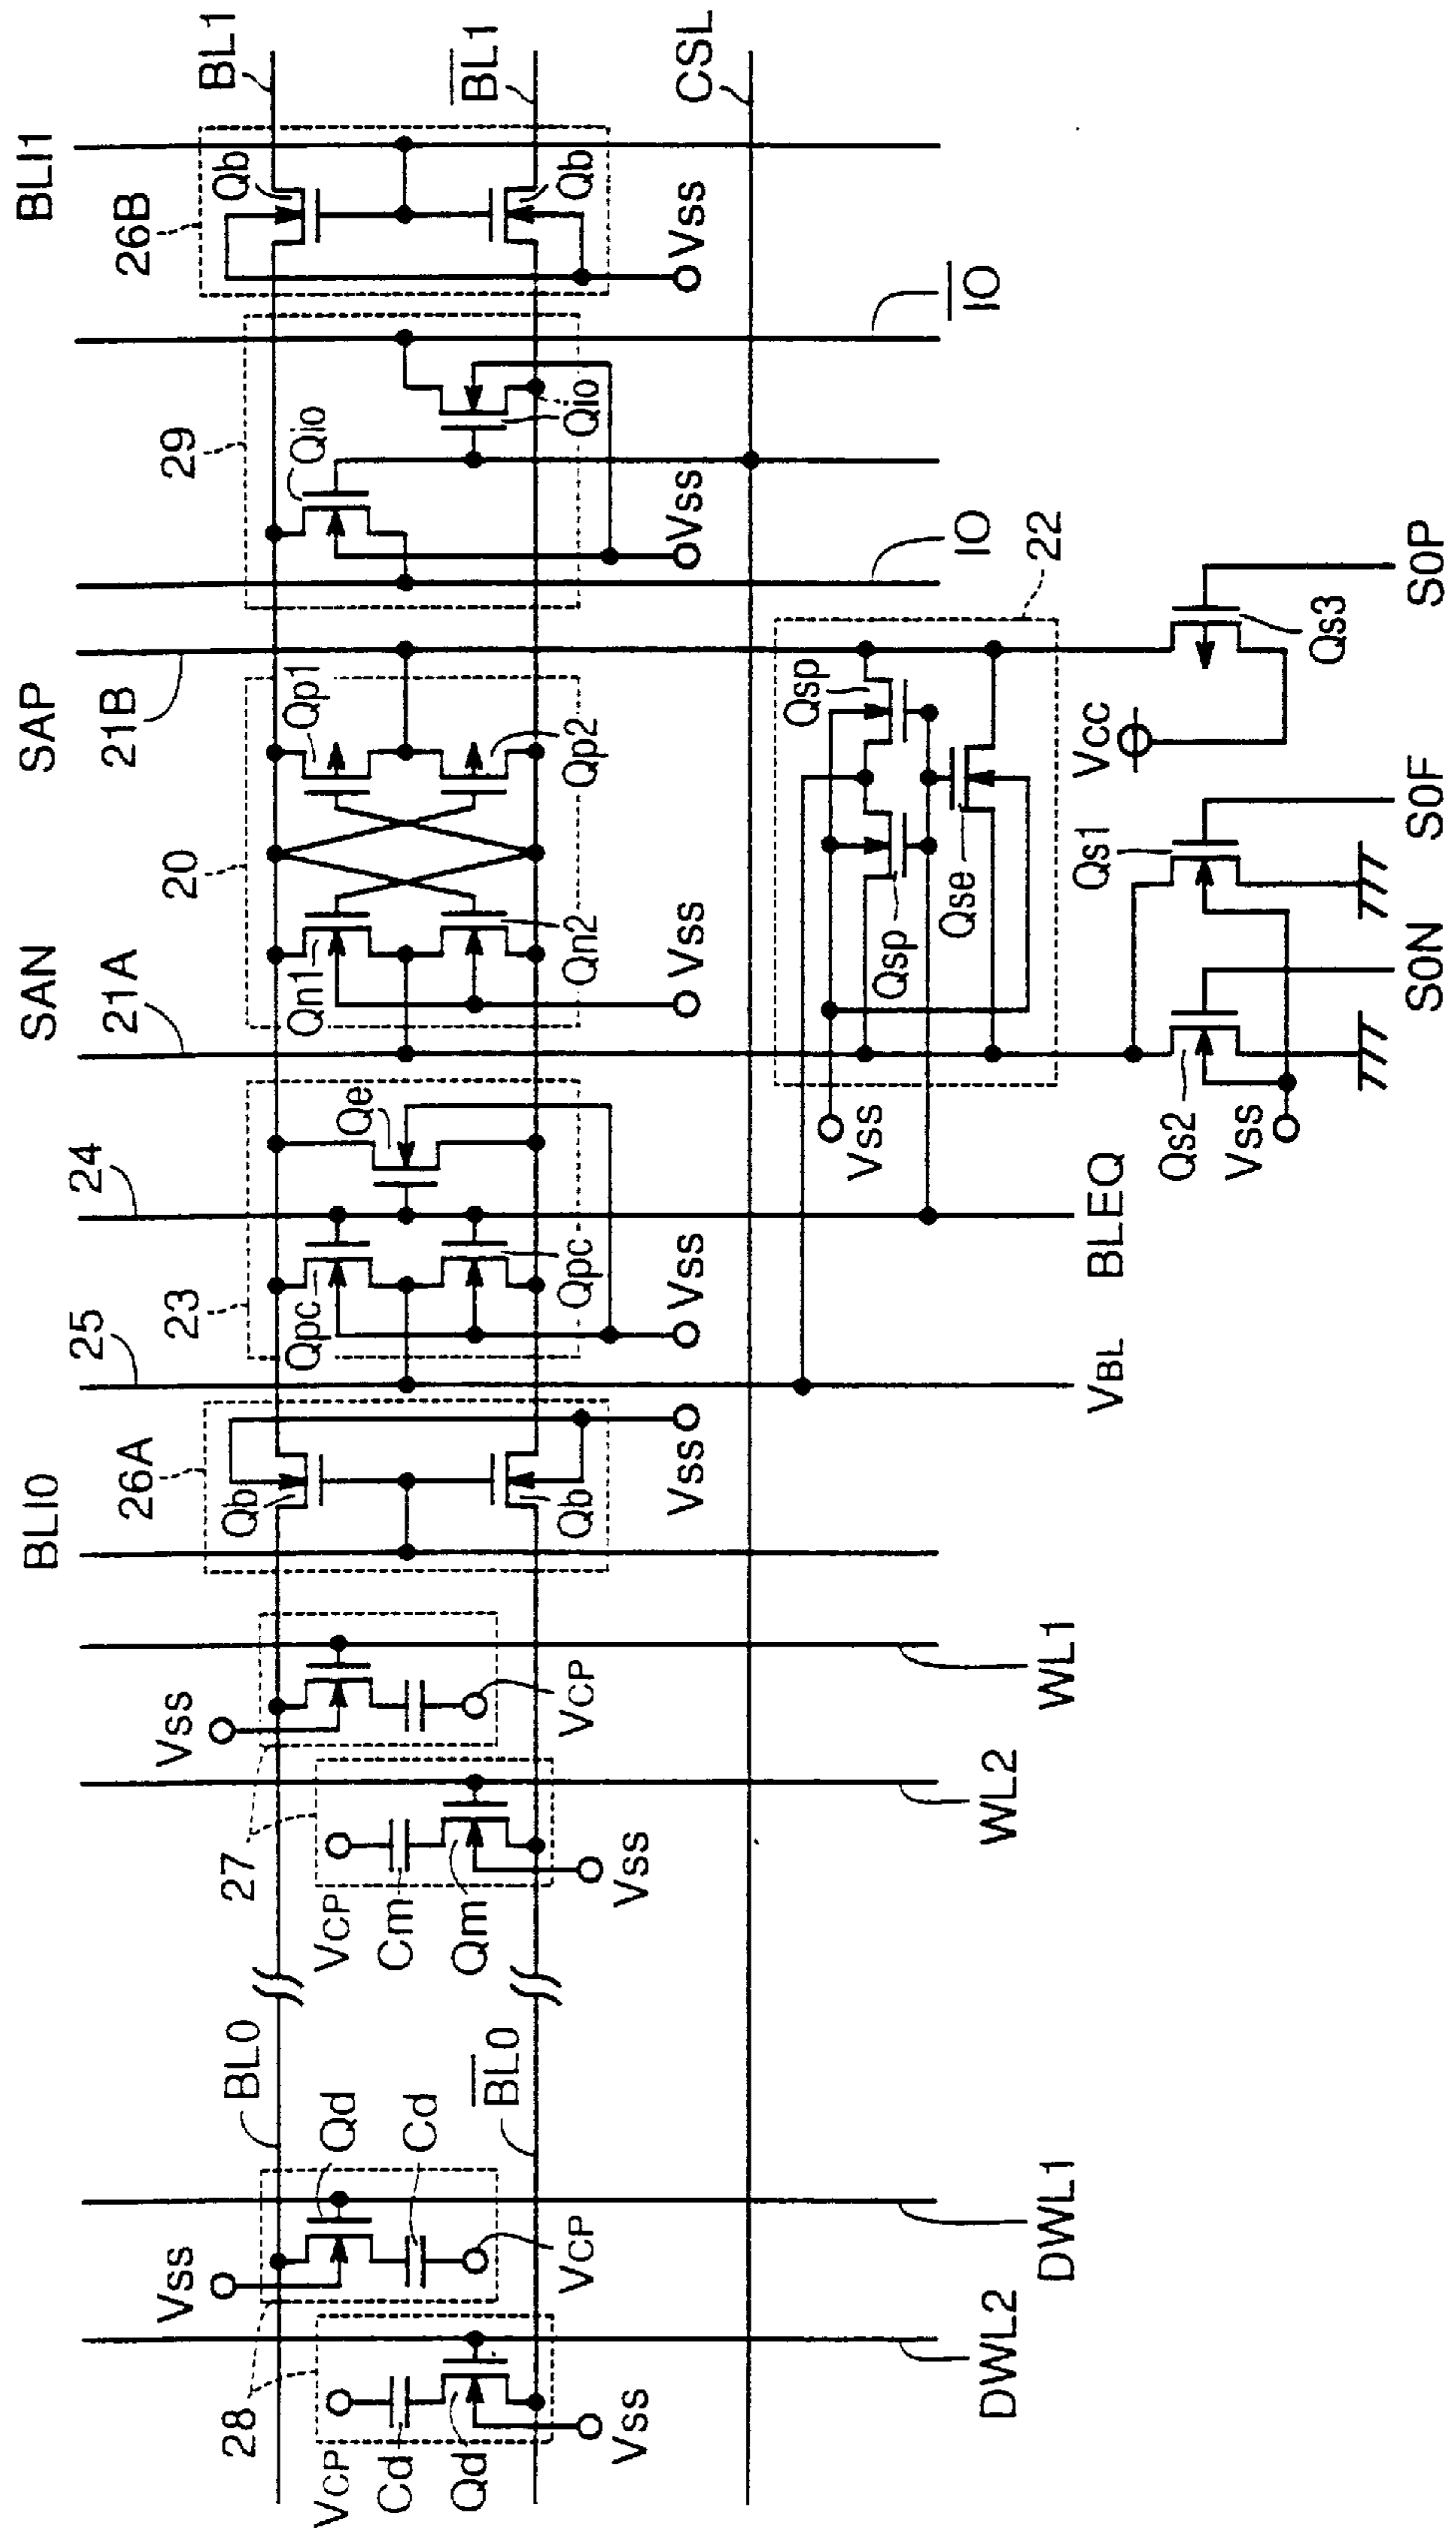 BLI0
SAN
SAP
BLI1
25
24
21A
21B
26A
23
20
29
26B
28
27
Vss
Vss
BL0
Qb
Qpc
Qe
Qn1
Qp1
Qio
Qb
BL1
Qd
VCP
VCP
Cd
Cd
Cm
Qd
Qm
B̅L̅0
Qb
Qpc
Qn2
Qp2
Qio
Qb
B̅L̅1
VCP
VCP
Vss
Vss
Vss
Vss
Vss
Vss
Vss
CSL
Qsp
Qsp
Qse
Vss
IO
I̅O̅
22
DWL2
DWL1
WL2
WL1
VBL
BLEQ
Vcc
Qs1
Qs2
Vss
Qs3
S0N
S0F
S0P